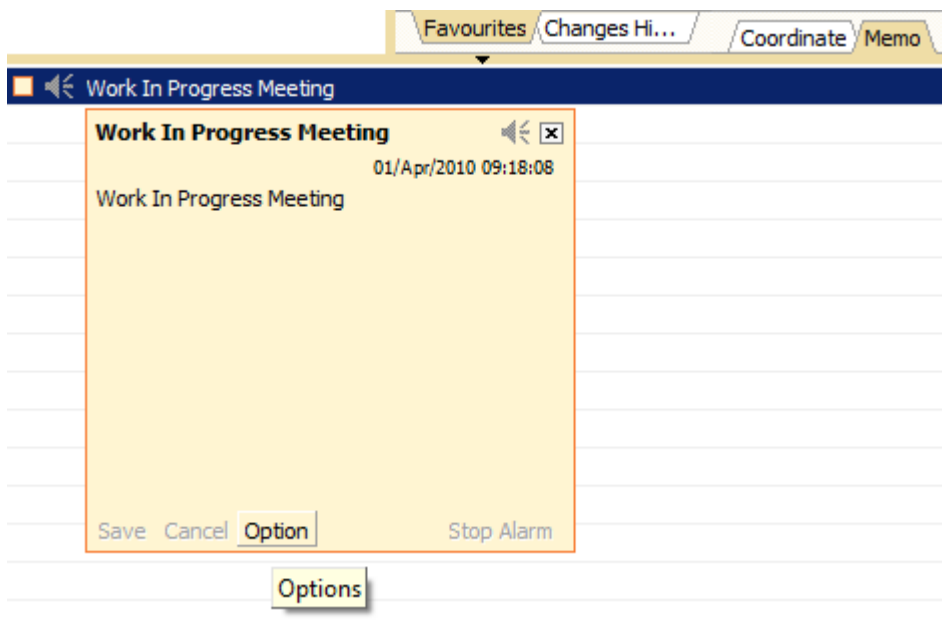 Favourites Changes Hi... Coordinate Memo
Work In Progress Meeting
Work In Progress Meeting
01/Apr/2010 09:18:08
Work In Progress Meeting
Save Cancel Option Stop Alarm
Options